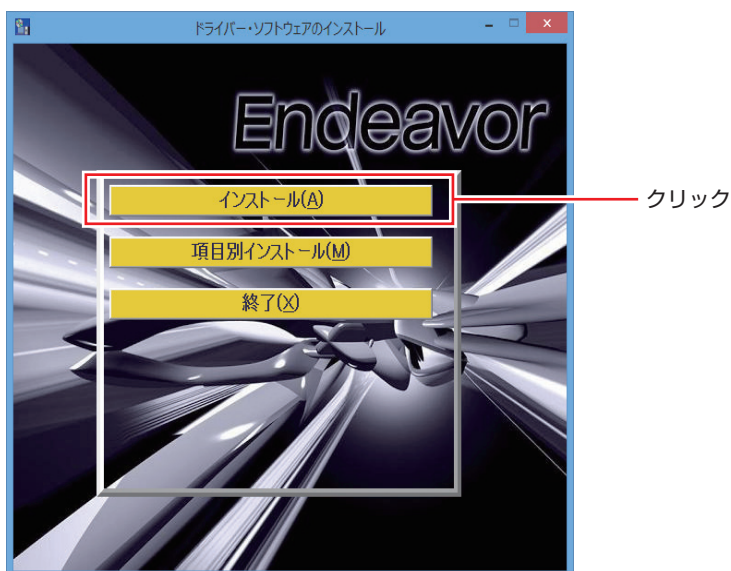 ドライバー・ソフトウェアのインストール
Endeavor
インストール(A)
クリック
項目別インストール(M)
終了(X)